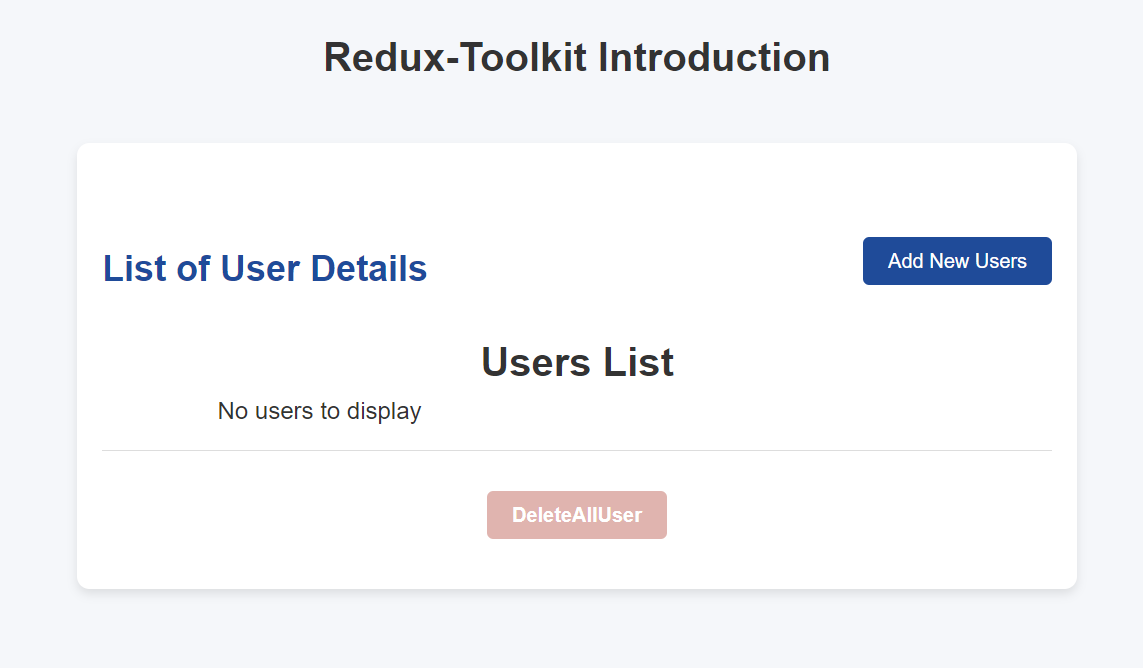 Redux-Toolkit Introduction
List of User Details
Add New Users
Users List
No users to display
DeleteAllUser